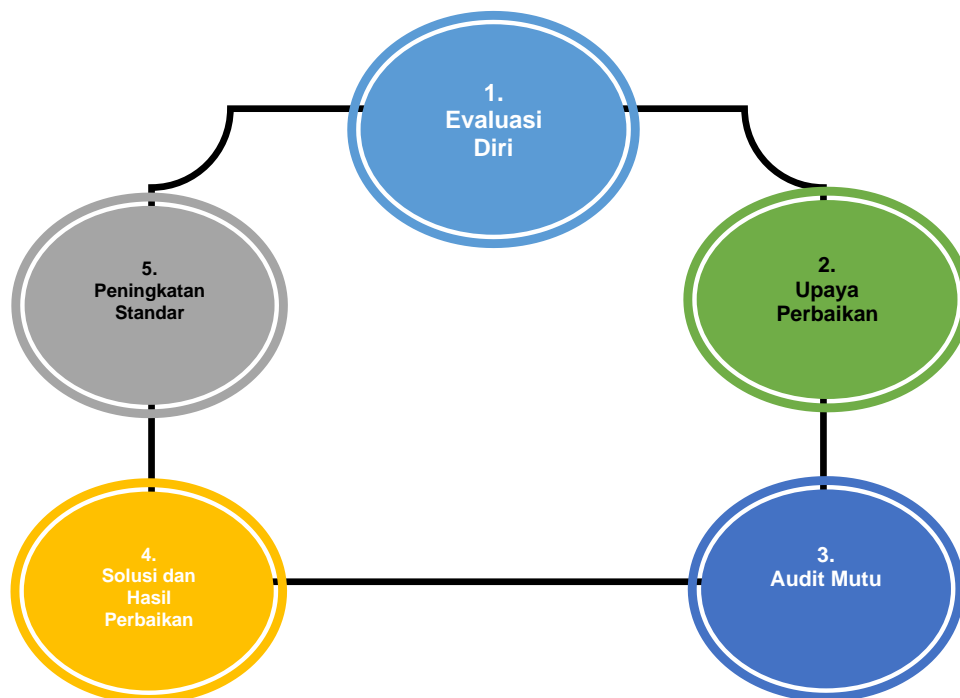 1.
Evaluasi
Diri
2.
Upaya
Perbaikan
3.
Audit Mutu
4.
Solusi dan
Hasil
Perbaikan
5.
Peningkatan
Standar